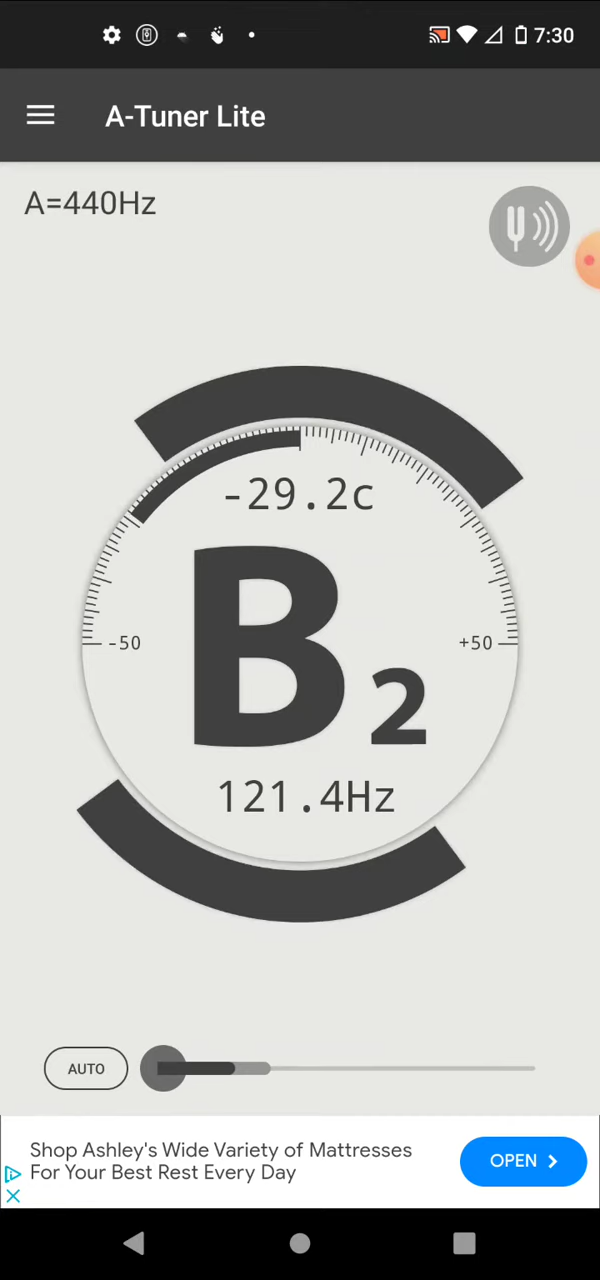 7:30
A-Tuner Lite
A=440Hz
-29.2c
-50
+50
B2
121.4Hz
AUTO
Shop Ashley's Wide Variety of Mattresses
For Your Best Rest Every Day
OPEN